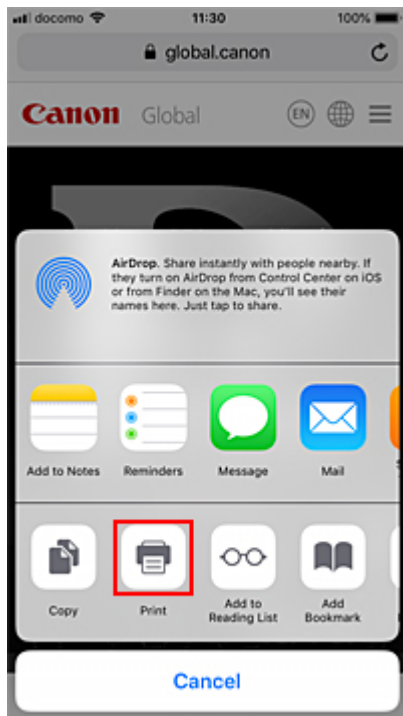 docomo 11:30 100%
global.canon
Canon Global EN
AirDrop. Share instantly with people nearby. If
they turn on AirDrop from Control Center on iOS
or from Finder on the Mac, you'll see their
names here. Just tap to share.
Add to Notes Reminders Message Mail
Copy Print Add to
Reading List Add
Bookmark
Cancel